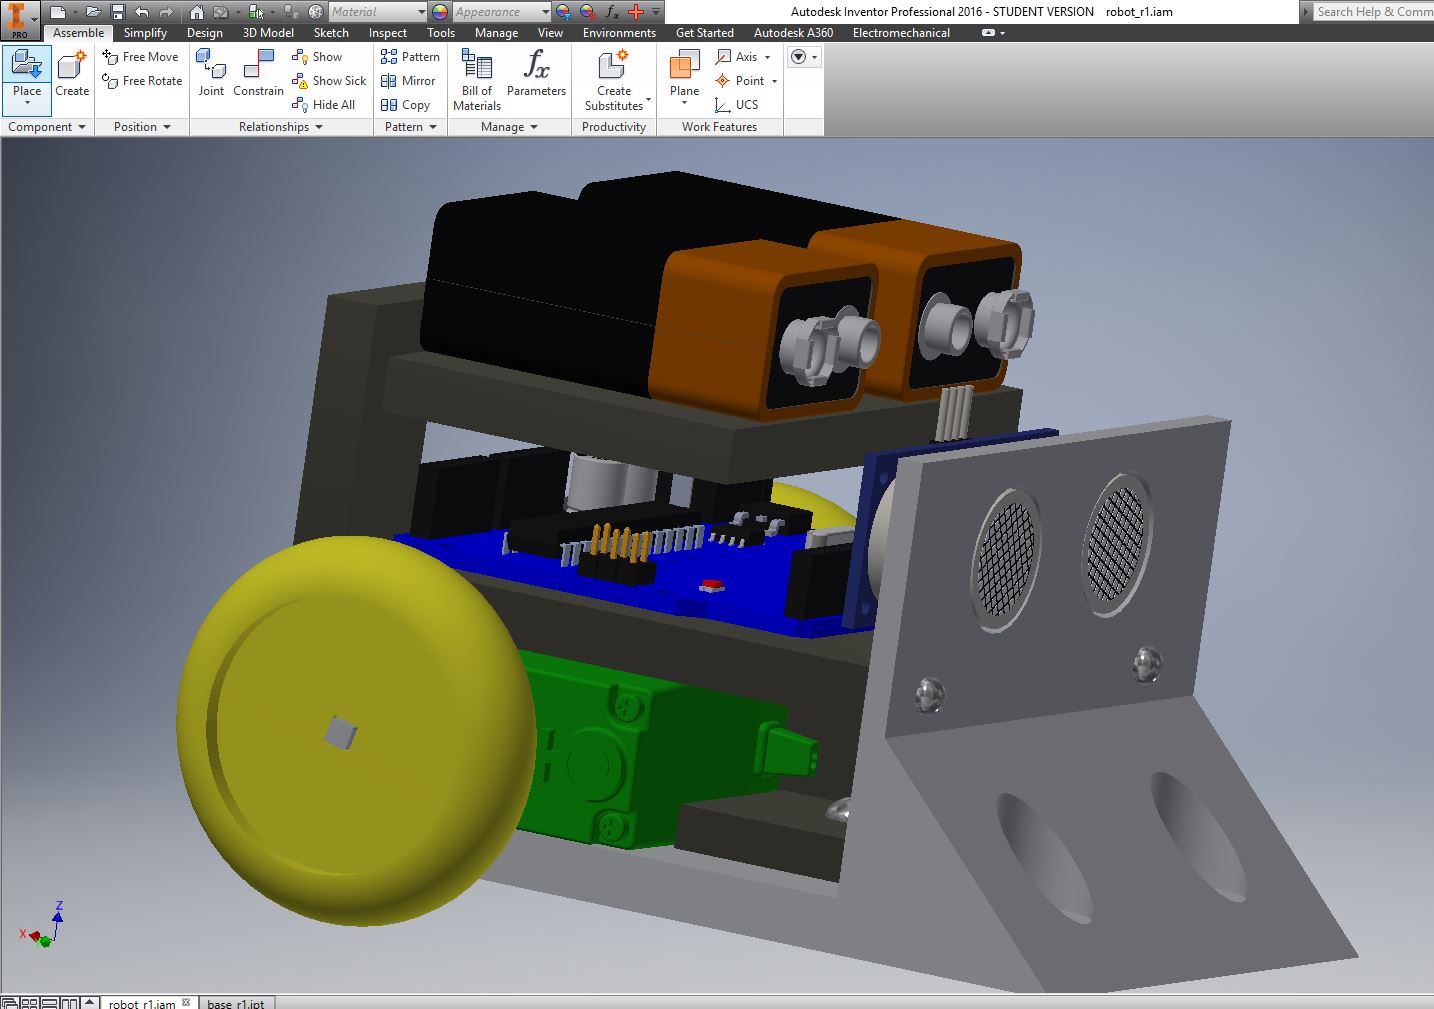 Material
Appearance
fx
Autodesk Inventor Professional 2016 - STUDENT VERSION robot_r1.iam
Search Help & Comm
PRO
Assemble Simplify Design 3D Model Sketch Inspect Tools Manage View Environments Get Started Autodesk A360 Electromechanical
Place
Create
Free Move
Free Rotate
Joint
Constrain
Show
Show Sick
Hide All
Pattern
Mirror
Copy
Bill of
Materials
fx
Parameters
Create
Substitutes
Plane
Axis
Point
UCS
Component Position Relationships Pattern Manage Productivity Work Features
Z
X
robot_r1.iam base_r1.ipt